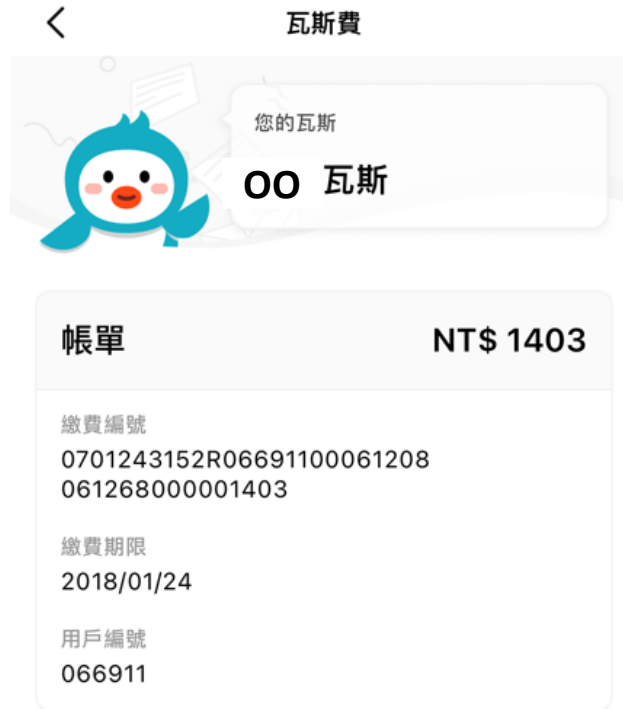 瓦斯費
您的瓦斯
OO 瓦斯
帳單 NT$ 1403
繳費編號
0701243152R06691100061208
061268000001403
繳費期限
2018/01/24
用戶編號
066911